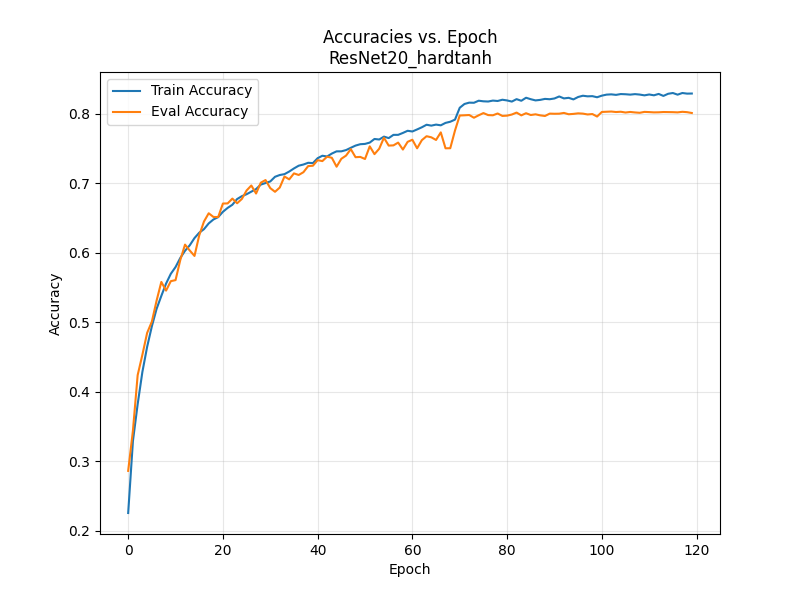 Accuracies vs. Epoch
ResNet20_hardtanh
Train Accuracy
Eval Accuracy
Accuracy
0.8
0.7
0.6
0.5
0.4
0.3
0.2
0 20 40 60 80 100 120
Epoch